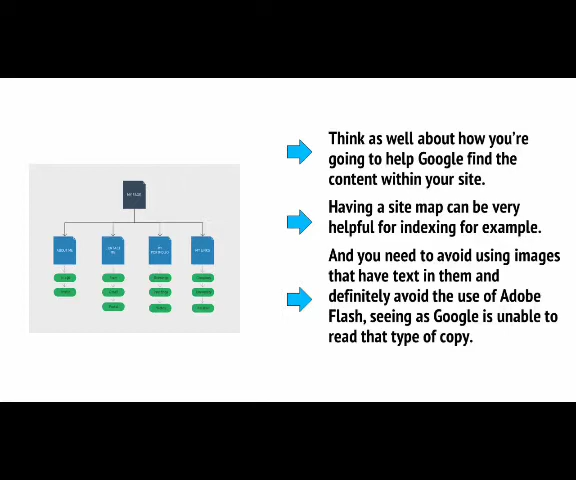 Think as well about how you're
going to help Google find the
content within your site.
Having a site map can be very
helpful for indexing for example.
And you need to avoid using images
that have text in them and
definitely avoid the use of Adobe
Flash, seeing as Google is unable to
read that type of copy.